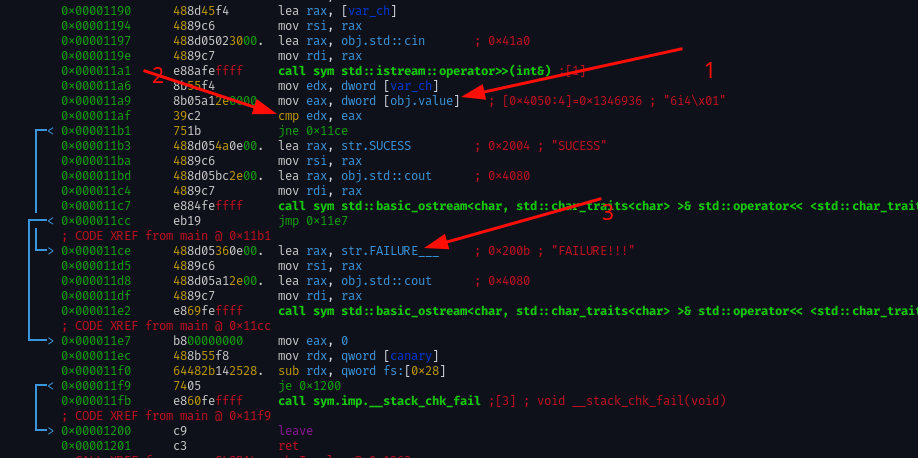 0×00001190 488d45f4 lea rax, [var_ch]
0×00001194 4889c6 mov rsi, rax
0×00001197 488d05023000. lea rax, obj.std::cin ; 0×41a0
0×0000119e 4889c7 mov rdi, rax
0×000011a1 e88afeffff call sym std::istream::operator>>(int&) ;[1]
2 1
0×000011a6 8b55f4 mov edx, dword [var_ch]
0×000011a9 8b05a12e0000 mov eax, dword [obj.value] ; [0×4050:4]=0×1346936 ; "6i4\x01"
0×000011af 39c2 cmp edx, eax
0×000011b1 751b jne 0×11ce
0×000011b3 488d054a0e00. lea rax, str.SUCESS ; 0×2004 ; "SUCESS"
0×000011ba 4889c6 mov rsi, rax
0×000011bd 488d05bc2e00. lea rax, obj.std::cout ; 0×4080
0×000011c4 4889c7 mov rdi, rax
0×000011c7 e884feffff call sym std::basic_ostream<char, std::char_traits<char> >& std::operator<< <std::char_trait
3
0×000011cc eb19 jmp 0×11e7
; CODE XREF from main @ 0×11b1
0×000011ce 488d05360e00. lea rax, str.FAILURE___ ; 0×200b ; "FAILURE!!!"
0×000011d5 4889c6 mov rsi, rax
0×000011d8 488d05a12e00. lea rax, obj.std::cout ; 0×4080
0×000011df 4889c7 mov rdi, rax
0×000011e2 e869feffff call sym std::basic_ostream<char, std::char_traits<char> >& std::operator<< <std::char_trait
; CODE XREF from main @ 0×11cc
0×000011e7 b800000000 mov eax, 0
0×000011ec 488b55f8 mov rdx, qword [canary]
0×000011f0 64482b142528. sub rdx, qword fs:[0×28]
0×000011f9 7405 je 0×1200
0×000011fb e860feffff call sym.imp.__stack_chk_fail ;[3] ; void __stack_chk_fail(void)
; CODE XREF from main @ 0×11f9
0×00001200 c9 leave
0×00001201 c3 ret